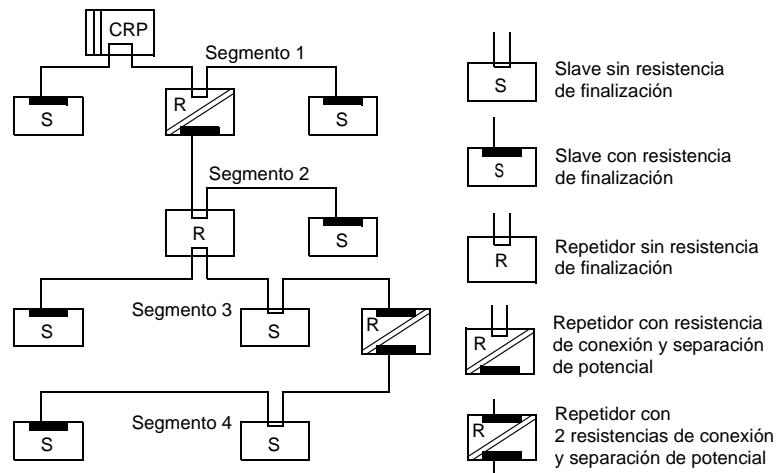 CRP
Segmento 1
S
R
S
Segmento 2
R
S
S
Segmento 3
S
R
S
Segmento 4
S
S
Slave sin resistencia
de finalización
S
Slave con resistencia
de finalización
R
Repetidor sin resistencia
de finalización
R
Repetidor con resistencia
de conexión y separación
de potencial
R
Repetidor con
2 resistencias de conexión
y separación de potencial